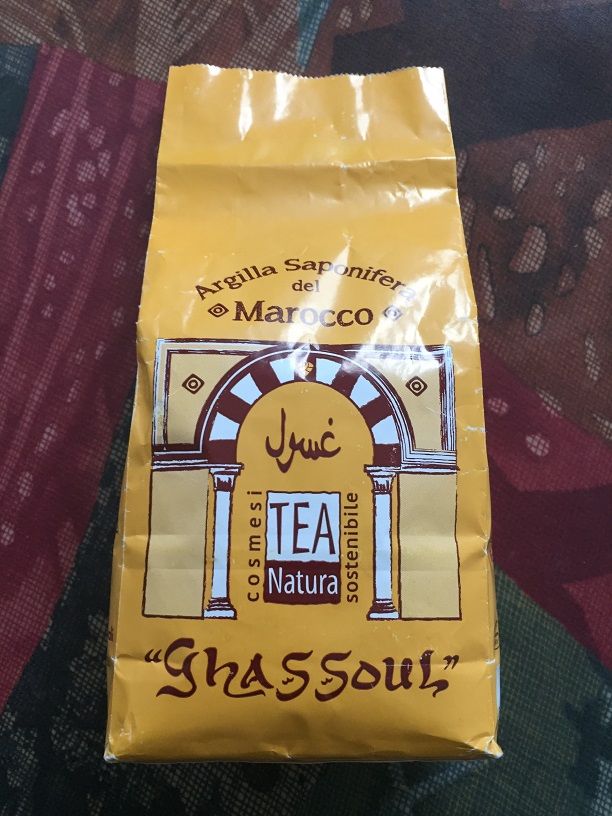 Argilla Saponifera
del
Marocco
غسول
cosmesi
TEA
Natura
sostenibile
"Ghassoul"